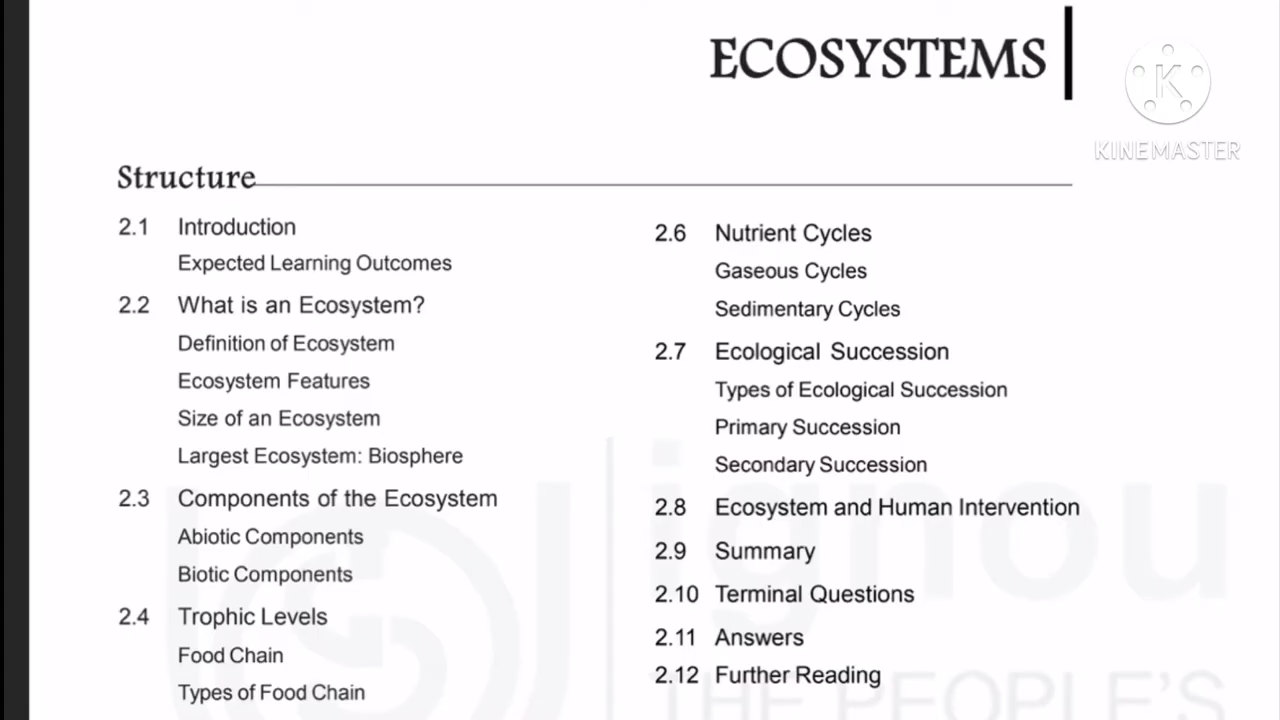 ECOSYSTEMS
KINEMASTER
Structure
2.1 Introduction
Expected Learning Outcomes
2.2 What is an Ecosystem?
Definition of Ecosystem
Ecosystem Features
Size of an Ecosystem
Largest Ecosystem: Biosphere
2.3 Components of the Ecosystem
Abiotic Components
Biotic Components
2.4 Trophic Levels
Food Chain
Types of Food Chain
2.6 Nutrient Cycles
Gaseous Cycles
Sedimentary Cycles
2.7 Ecological Succession
Types of Ecological Succession
Primary Succession
Secondary Succession
2.8 Ecosystem and Human Intervention
2.9 Summary
2.10 Terminal Questions
2.11 Answers
2.12 Further Reading
ignou
THE PEOPLE'S